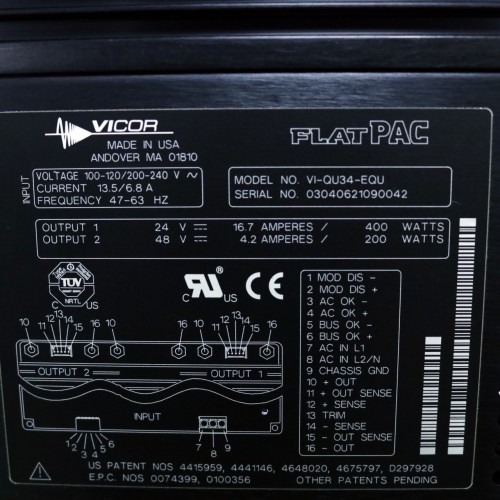 VICOR
MADE IN USA
ANDOVER MA 01810
FLATPAC
INPUT
VOLTAGE 100-120/200-240 V ~
CURRENT 13.5/6.8 A
FREQUENCY 47-63 HZ
MODEL NO. VI-QU34-EQU
SERIAL NO. 03040621090042
OUTPUT 1 24 V 16.7 AMPERES / 400 WATTS
OUTPUT 2 48 V 4.2 AMPERES / 200 WATTS
TÜV
NRTL
C US
C UR US CE
1 MOD DIS -
2 MOD DIS +
3 AC OK -
4 AC OK +
5 BUS OK -
6 BUS OK +
7 AC IN L1
8 AC IN L2/N
9 CHASSIS GND
10 + OUT
11 + OUT SENSE
12 + SENSE
13 TRIM
14 - SENSE
15 - OUT SENSE
16 - OUT
10 11 12 13 14 15 16 10 16 11 12 13 14 15 16 10
OUTPUT 2 OUTPUT 1
INPUT
1 2 3 4 5 6 7 8 9
US PATENT NOS 4415959, 4441146, 4648020, 4675797, D297928
E.P.C. NOS 0074399, 0100356 OTHER PATENTS PENDING